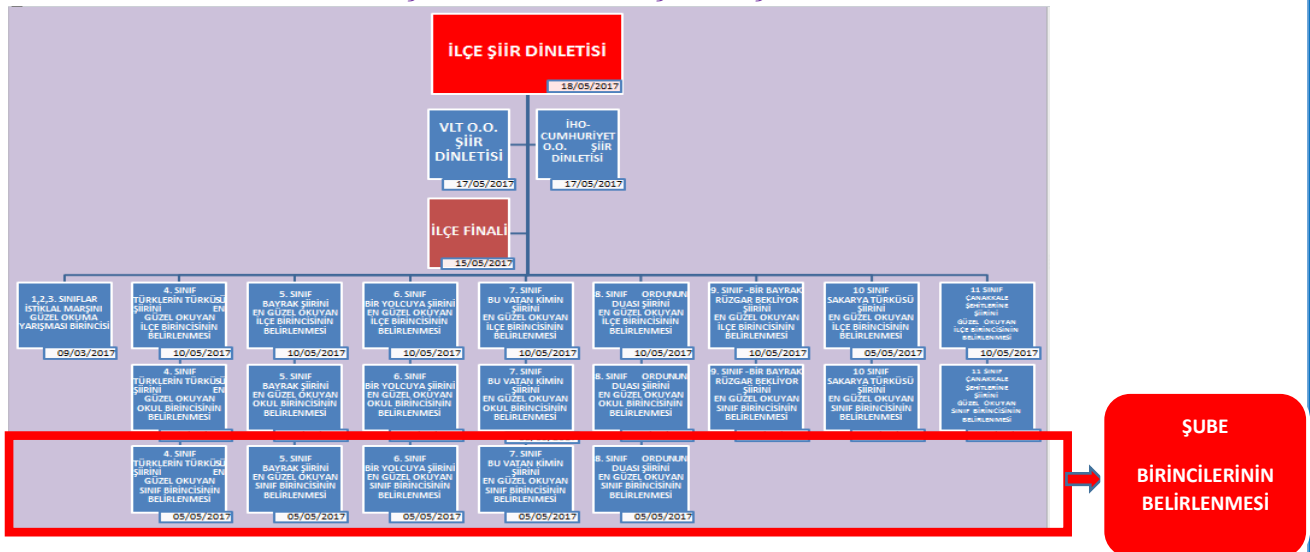 İLÇE ŞİİR DİNLETİSİ
18/05/2017
VLT O.O.
ŞİİR
DİNLETİSİ
17/05/2017
İHO-
CUMHURİYET
O.O. ŞİİR
DİNLETİSİ
17/05/2017
İLÇE FİNALİ
15/05/2017
1,2,3. SINIFLAR
İSTİKLAL MARŞINI
GÜZEL OKUMA
YARIŞMASI BİRİNCİSİ
09/03/2017
4. SINIF
TÜRKLERİN TÜRKÜSÜ
ŞİİRİNİ EN
GÜZEL OKUYAN
İLÇE BİRİNCİSİNİN
BELİRLENMESİ
10/05/2017
5. SINIF
BAYRAK ŞİİRİNİ
EN GÜZEL OKUYAN
İLÇE BİRİNCİSİNİN
BELİRLENMESİ
10/05/2017
6. SINIF
BİR YOLCUYA ŞİİRİNİ
EN GÜZEL OKUYAN
İLÇE BİRİNCİSİNİN
BELİRLENMESİ
10/05/2017
7. SINIF
BU VATAN KİMİN
ŞİİRİNİ
EN GÜZEL OKUYAN
İLÇE BİRİNCİSİNİN
BELİRLENMESİ
10/05/2017
8. SINIF ORDUNUN
DUASI ŞİİRİNİ
EN GÜZEL OKUYAN
İLÇE BİRİNCİSİNİN
BELİRLENMESİ
10/05/2017
9. SINIF -BİR BAYRAK
RÜZGAR BEKLİYOR
ŞİİRİNİ
EN GÜZEL OKUYAN
İLÇE BİRİNCİSİNİN
BELİRLENMESİ
10/05/2017
10 SINIF
SAKARYA TÜRKÜSÜ
ŞİİRİNİ
EN GÜZEL OKUYAN
İLÇE BİRİNCİSİNİN
BELİRLENMESİ
05/05/2017
11 SINIF
ÇANAKKALE
ŞEHİTLERİNE
ŞİİRİNİ
GÜZEL OKUYAN
İLÇE BİRİNCİSİNİN
BELİRLENMESİ
10/05/2017
4. SINIF
TÜRKLERİN TÜRKÜSÜ
ŞİİRİNİ EN
GÜZEL OKUYAN
OKUL BİRİNCİSİNİN
BELİRLENMESİ
5. SINIF
BAYRAK ŞİİRİNİ
EN GÜZEL OKUYAN
OKUL BİRİNCİSİNİN
BELİRLENMESİ
6. SINIF
BİR YOLCUYA ŞİİRİNİ
EN GÜZEL OKUYAN
OKUL BİRİNCİSİNİN
BELİRLENMESİ
7. SINIF
BU VATAN KİMİN
ŞİİRİNİ
EN GÜZEL OKUYAN
OKUL BİRİNCİSİNİN
BELİRLENMESİ
8. SINIF ORDUNUN
DUASI ŞİİRİNİ
EN GÜZEL OKUYAN
OKUL BİRİNCİSİNİN
BELİRLENMESİ
9. SINIF -BİR BAYRAK
RÜZGAR BEKLİYOR
ŞİİRİNİ
EN GÜZEL OKUYAN
SINIF BİRİNCİSİNİN
BELİRLENMESİ
10 SINIF
SAKARYA TÜRKÜSÜ
ŞİİRİNİ
EN GÜZEL OKUYAN
SINIF BİRİNCİSİNİN
BELİRLENMESİ
11 SINIF
ÇANAKKALE
ŞEHİTLERİNE
ŞİİRİNİ
GÜZEL OKUYAN
SINIF BİRİNCİSİNİN
BELİRLENMESİ
4. SINIF
TÜRKLERİN TÜRKÜSÜ
ŞİİRİNİ EN
GÜZEL OKUYAN
SINIF BİRİNCİSİNİN
BELİRLENMESİ
05/05/2017
5. SINIF
BAYRAK ŞİİRİNİ
EN GÜZEL OKUYAN
SINIF BİRİNCİSİNİN
BELİRLENMESİ
05/05/2017
6. SINIF
BİR YOLCUYA ŞİİRİNİ
EN GÜZEL OKUYAN
SINIF BİRİNCİSİNİN
BELİRLENMESİ
05/05/2017
7. SINIF
BU VATAN KİMİN
ŞİİRİNİ
EN GÜZEL OKUYAN
SINIF BİRİNCİSİNİN
BELİRLENMESİ
05/05/2017
8. SINIF ORDUNUN
DUASI ŞİİRİNİ
EN GÜZEL OKUYAN
SINIF BİRİNCİSİNİN
BELİRLENMESİ
05/05/2017
ŞUBE
BİRİNCİLERİNİN
BELİRLENMESİ